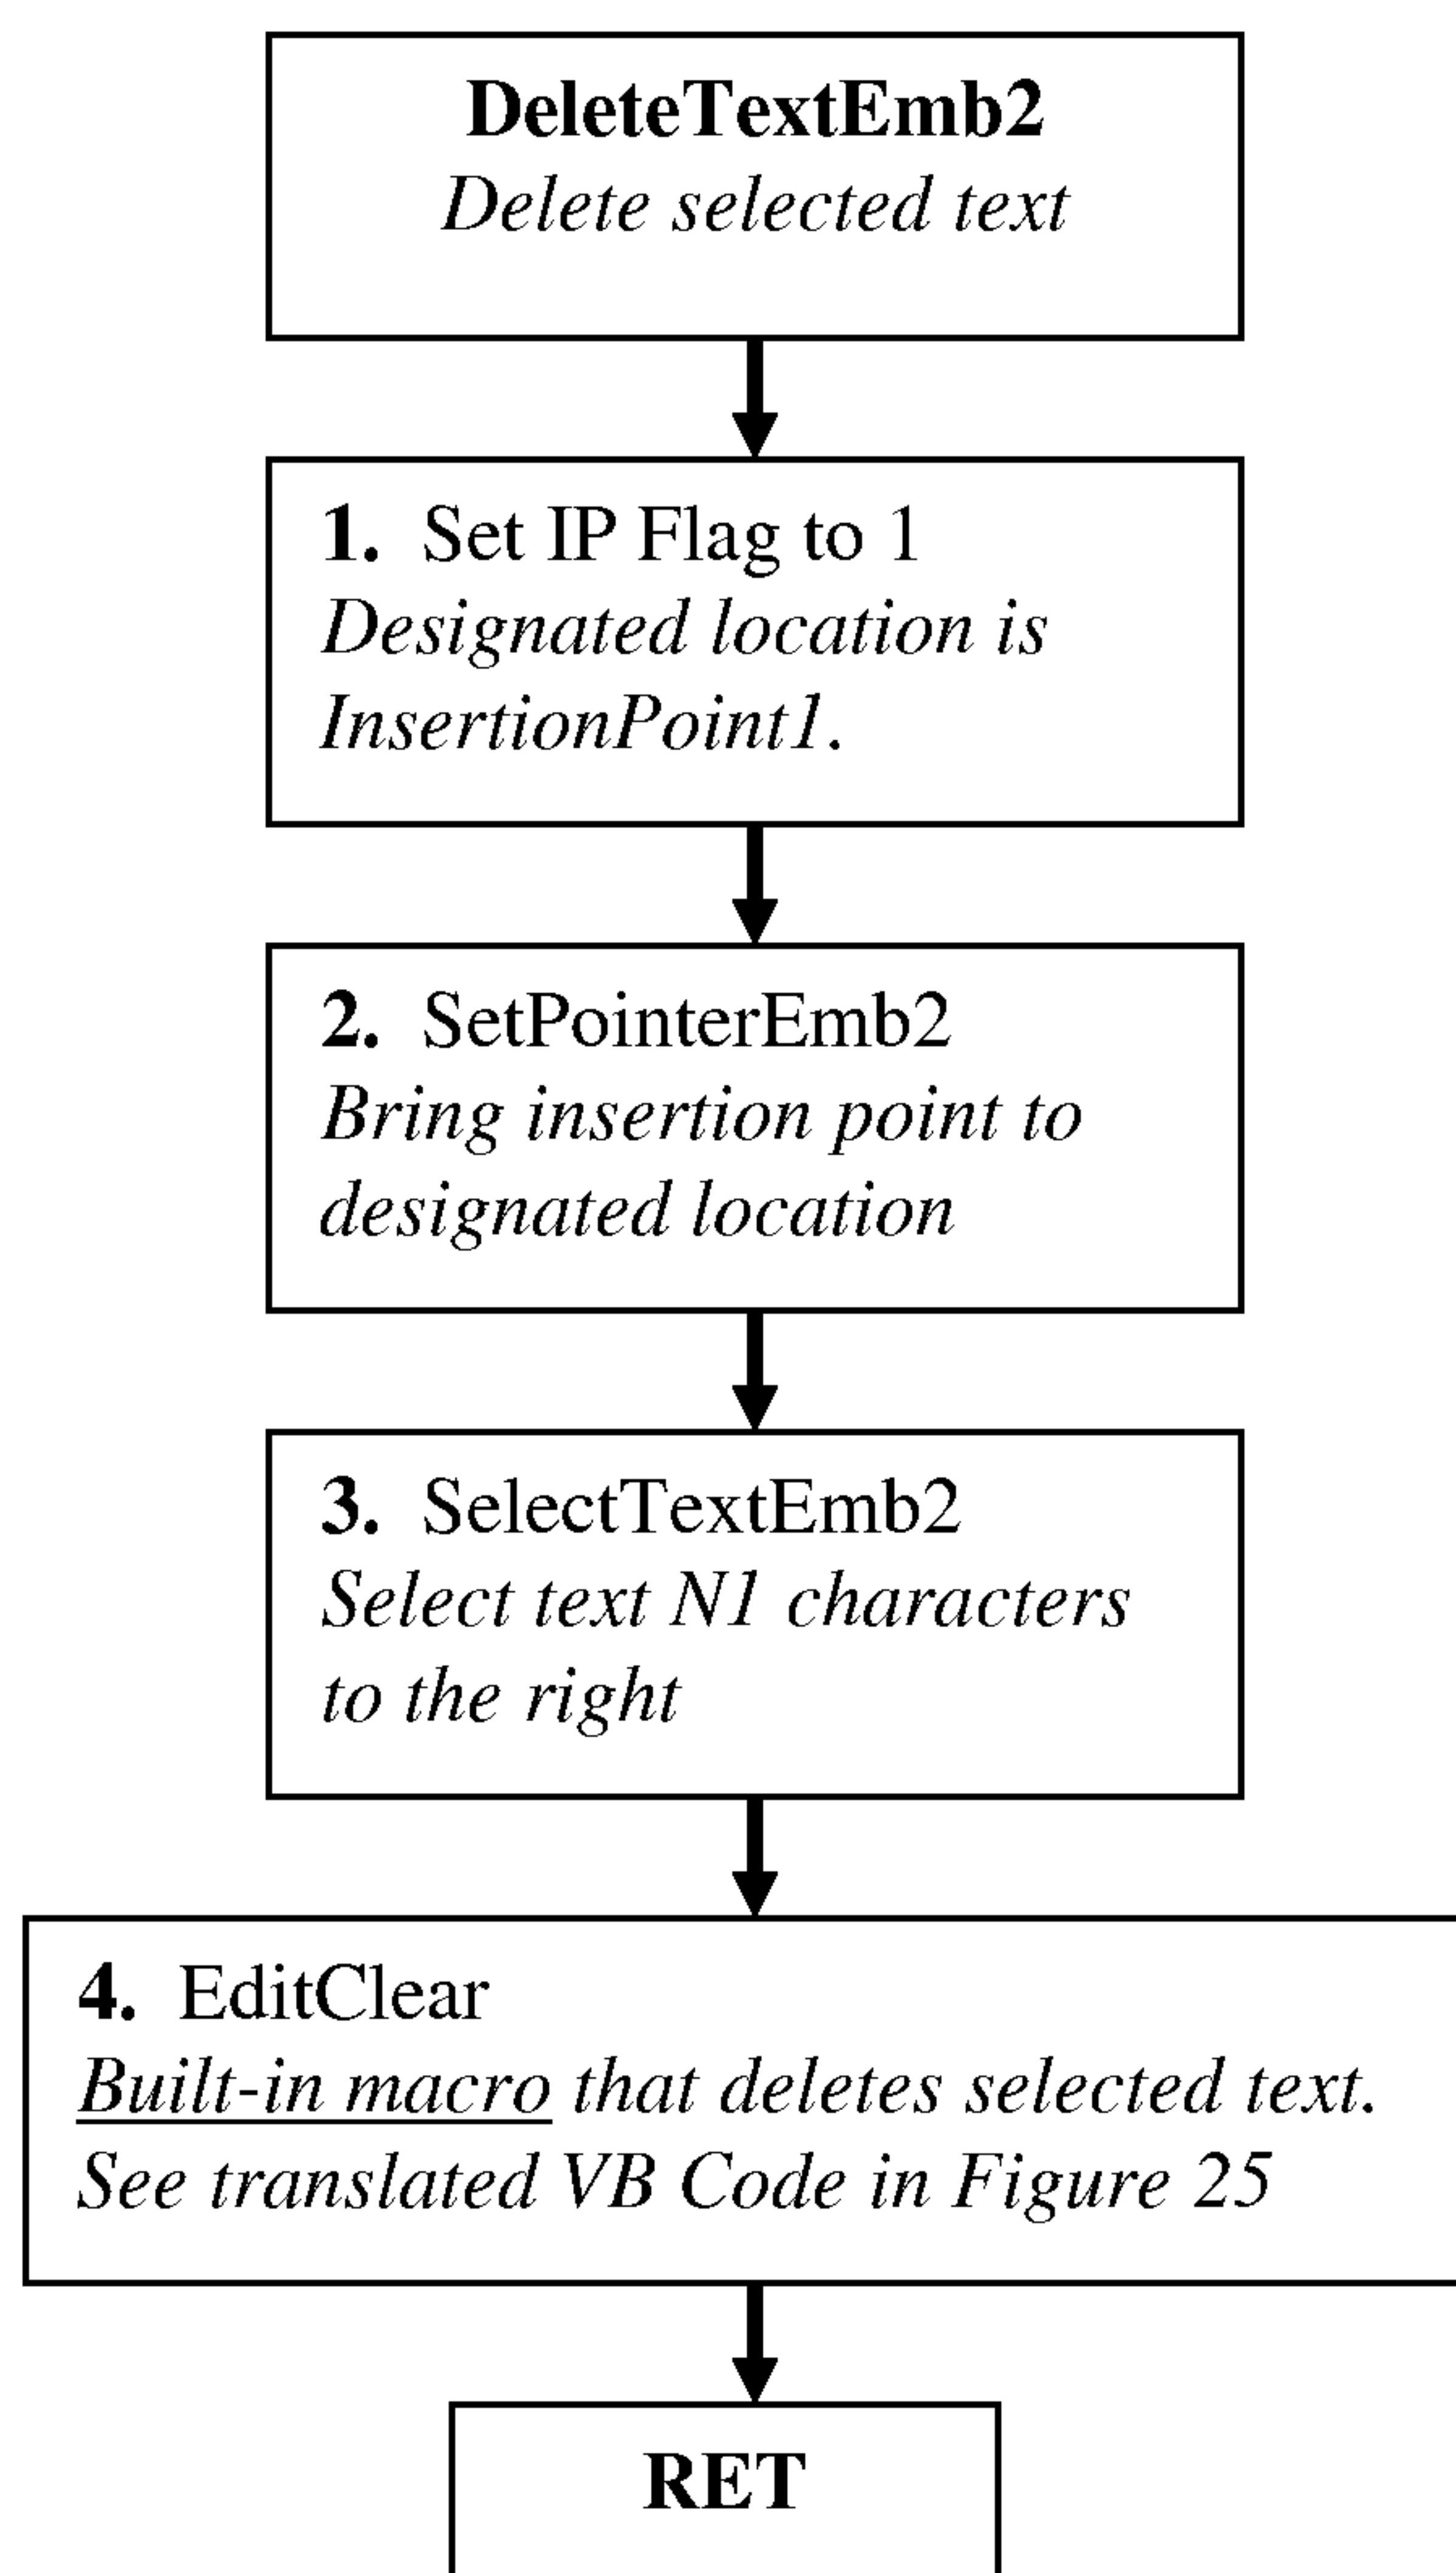 DeleteTextEmb2
Delete selected text
1. Set IP Flag to 1
Designated location is
InsertionPoint1.
2. SetPointerEmb2
Bring insertion point to
designated location
3. SelectTextEmb2
Select text N1 characters
to the right
4. EditClear
Built-in macro that deletes selected text.
See translated VB Code in Figure 25
RET